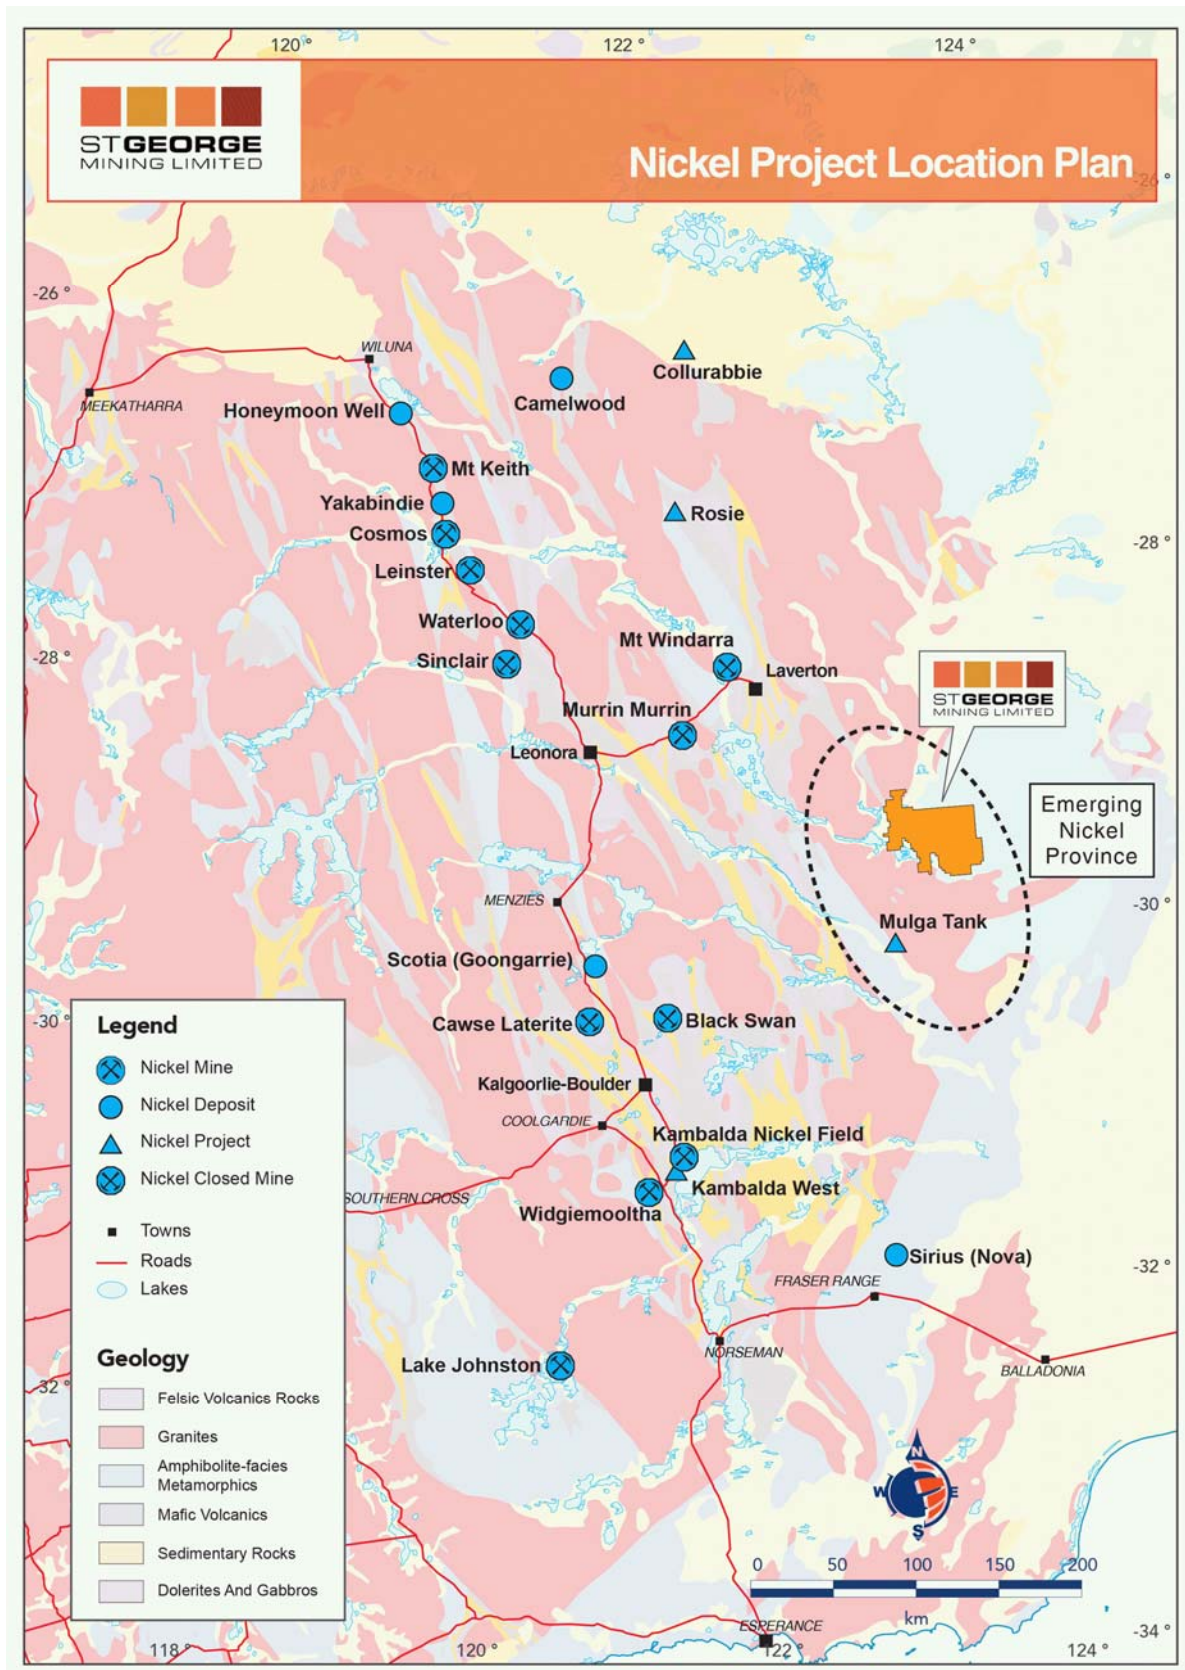 120 °
122 °
124 °
STGEORGE
MINING LIMITED
Nickel Project Location Plan
-26 °
-26 °
WILUNA
MEEKATHARRA
Collurabbie
Camelwood
Honeymoon Well
Mt Keith
Yakabindie
Rosie
Cosmos
-28 °
Leinster
Waterloo
Mt Windarra
-28 °
Sinclair
Laverton
STGEORGE
MINING LIMITED
Murrin Murrin
Leonora
Emerging
Nickel
Province
MENZIES
-30 °
Mulga Tank
Scotia (Goongarrie)
-30 °
Cawse Laterite
Black Swan
Kalgoorlie-Boulder
COOLGARDIE
Kambalda Nickel Field
Kambalda West
SOUTHERN CROSS
Widgiemooltha
Sirius (Nova)
-32 °
FRASER RANGE
NORSEMAN
Lake Johnston
BALLADONIA
-32 °
Legend
Nickel Mine
Nickel Deposit
Nickel Project
Nickel Closed Mine
Towns
Roads
Lakes
Geology
Felsic Volcanics Rocks
Granites
Amphibolite-facies
Metamorphics
Mafic Volcanics
Sedimentary Rocks
Dolerites And Gabbros
N
W
E
S
0 50 100 150 200
km
ESPERANCE
-34 °
118 °
120 °
122 °
124 °